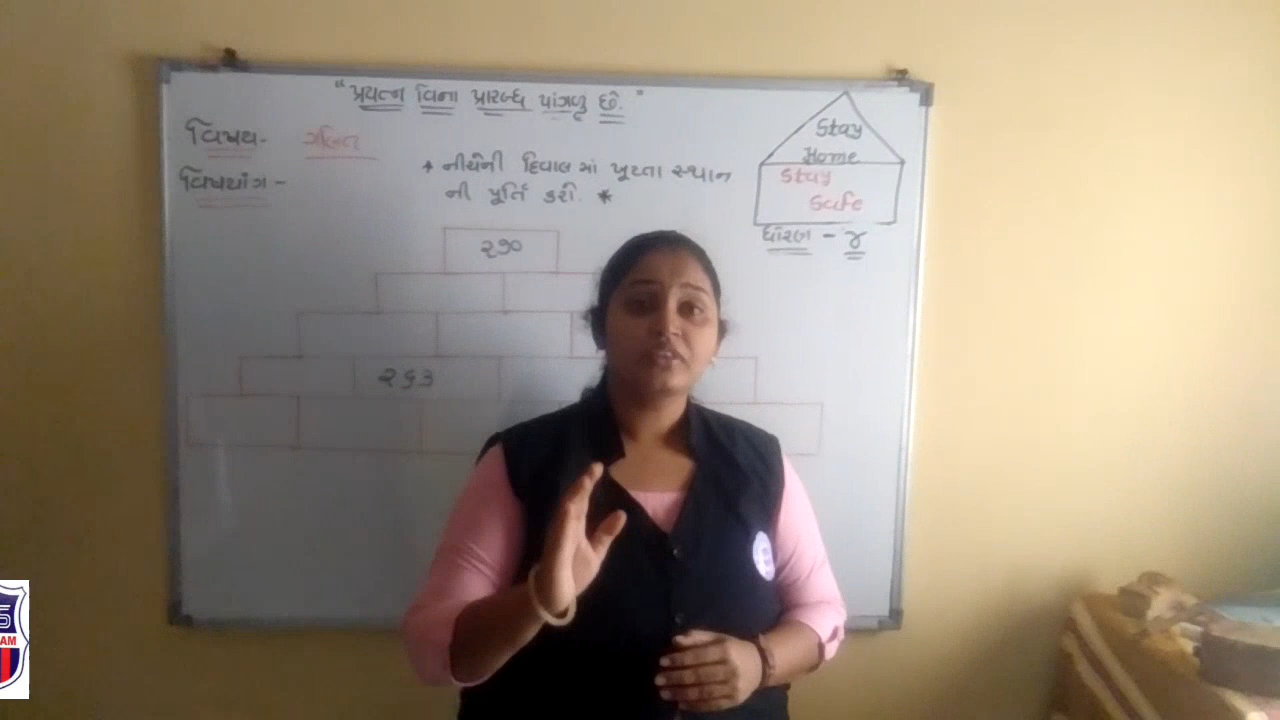 "પ્રયત્ન વિના પ્રારબ્ધ પાંગળુ છે."
વિષય- ગણિત
વિષયાંગ -
* નીચેની દિવાલ માં ખૂટતા સ્થાન
ની પૂર્તિ કરો. *
Stay
Home
Stay
Safe
ધોરણ - ૪
૨૭૦
૨૬૩